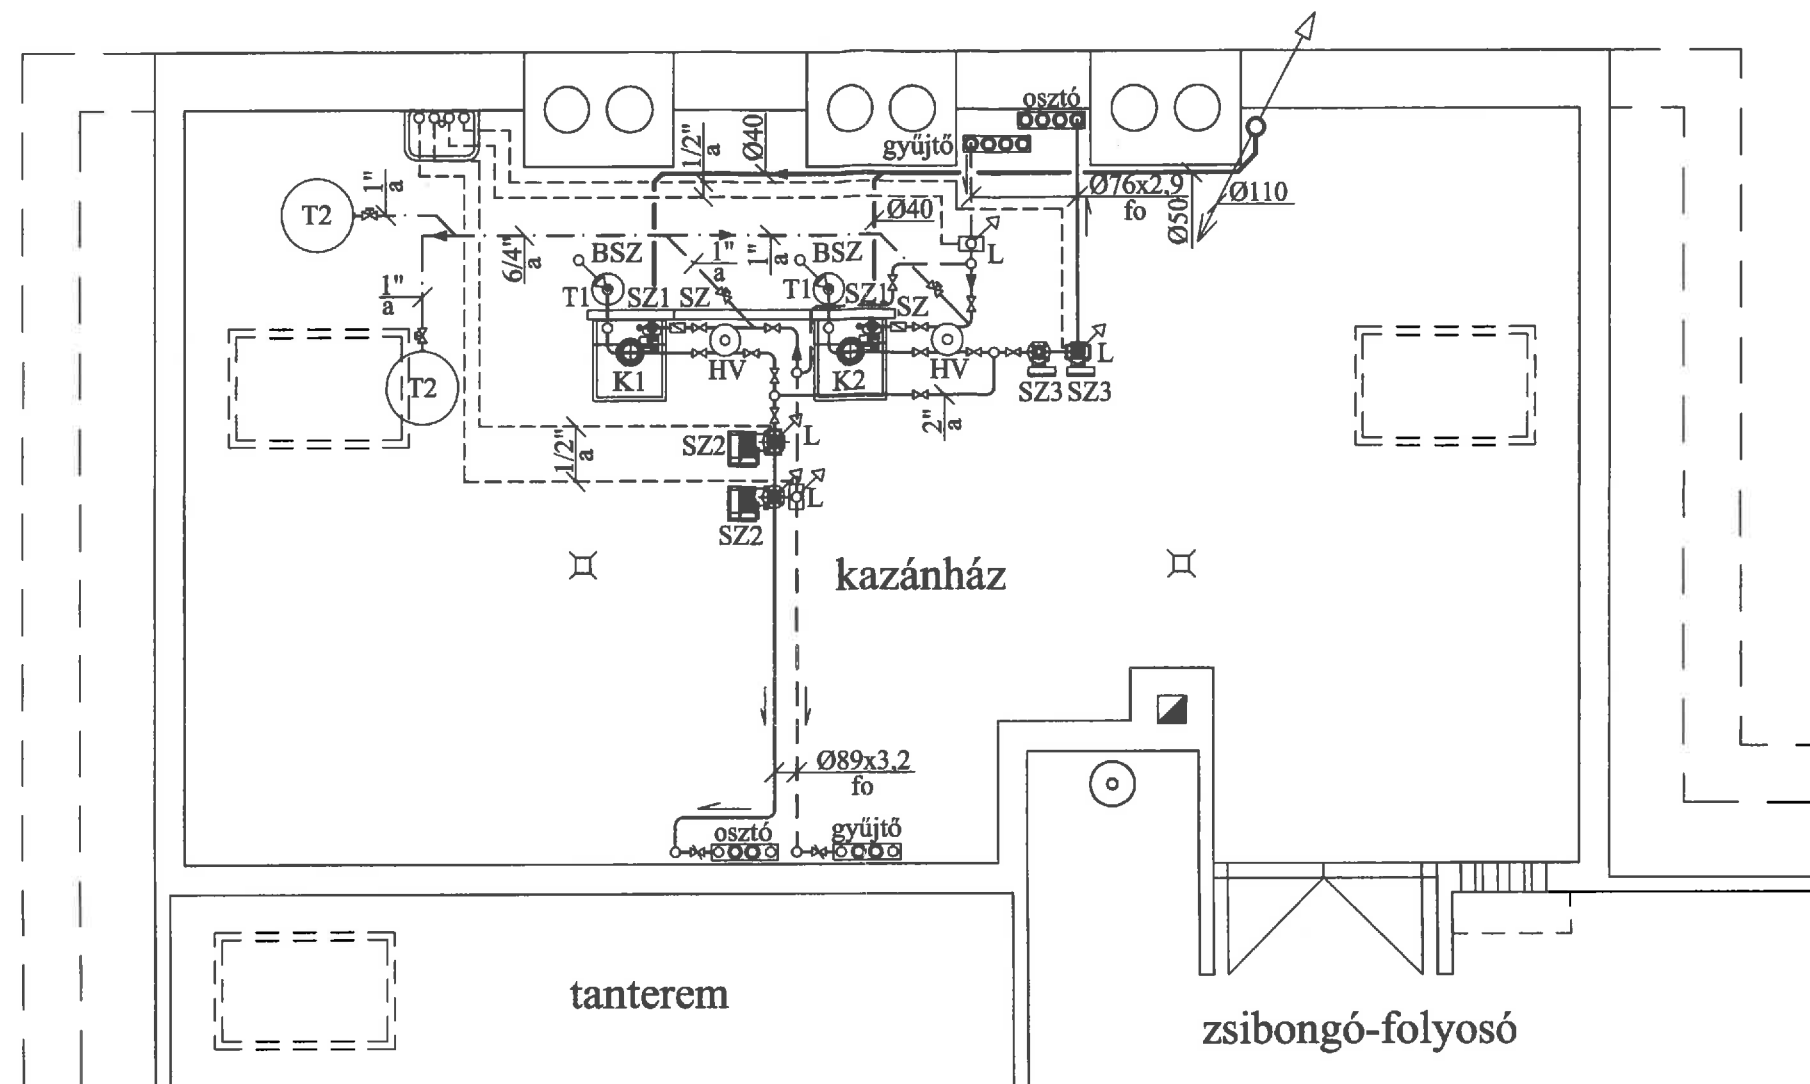 osztó
gyűjtő
1/2"
a
Ø40
Ø76x2,9
fo
Ø50
Ø110
1"
a
T2
Ø40
6/4"
a
BSZ
1"
a
1"
a
BSZ
L
1"
a
T1
SZ1
SZ
T1
SZ1
SZ
T2
K1
HV
K2
HV
SZ3
SZ3
L
2"
a
1/2"
a
SZ2
L
SZ2
L
kazánház
Ø89x3,2
fo
osztó
gyűjtő
tanterem
zsibongó-folyosó